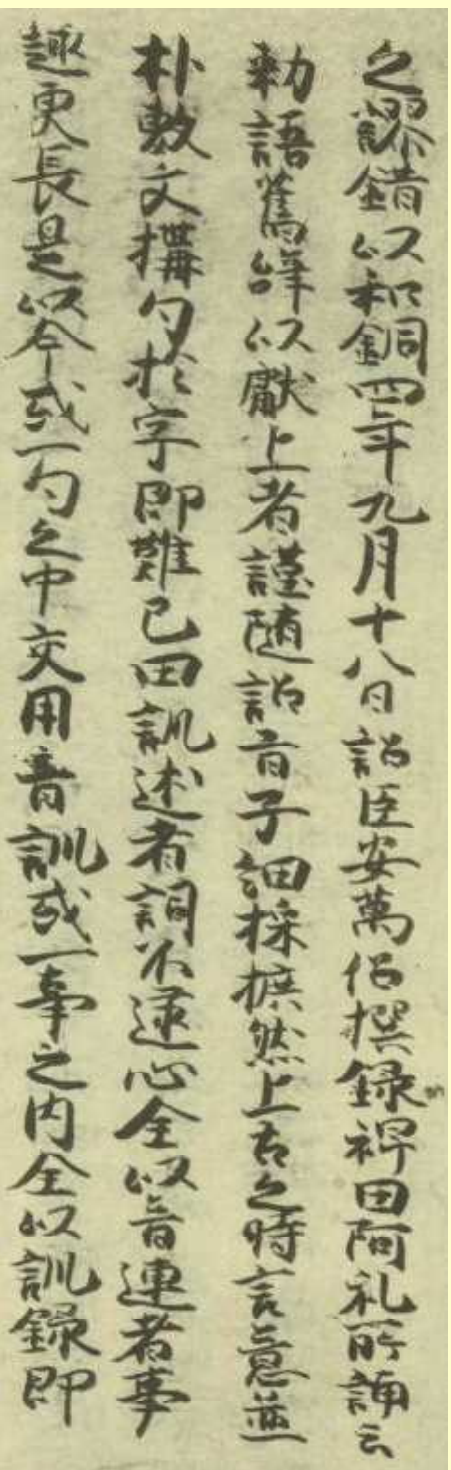 之謬錯以和銅四年九月十八日詔臣安萬侶撰録稗田阿礼所誦之
勅語舊辞以獻上者謹随詔旨子細採摭然上古之時言意並
朴敷文構句於字即難已因訓述者詞不逮心全以音連者事
趣更長是以今或一句之中交用音訓或一事之内全以訓録即